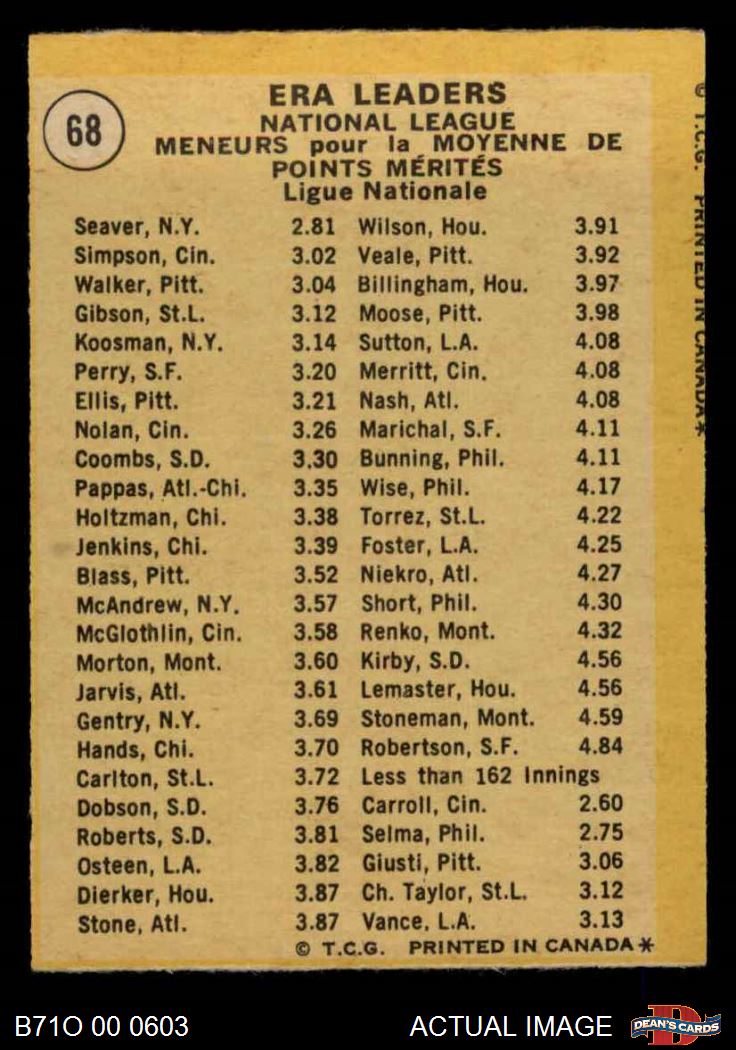 68
ERA LEADERS
NATIONAL LEAGUE
MENEURS pour la MOYENNE DE
POINTS MÉRITÉS
Ligue Nationale
Seaver, N.Y. 2.81 Wilson, Hou. 3.91
Simpson, Cin. 3.02 Veale, Pitt. 3.92
Walker, Pitt. 3.04 Billingham, Hou. 3.97
Gibson, St.L. 3.12 Moose, Pitt. 3.98
Koosman, N.Y. 3.14 Sutton, L.A. 4.08
Perry, S.F. 3.20 Merritt, Cin. 4.08
Ellis, Pitt. 3.21 Nash, Atl. 4.08
Nolan, Cin. 3.26 Marichal, S.F. 4.11
Coombs, S.D. 3.30 Bunning, Phil. 4.11
Pappas, Atl.-Chi. 3.35 Wise, Phil. 4.17
Holtzman, Chi. 3.38 Torrez, St.L. 4.22
Jenkins, Chi. 3.39 Foster, L.A. 4.25
Blass, Pitt. 3.52 Niekro, Atl. 4.27
McAndrew, N.Y. 3.57 Short, Phil. 4.30
McGlothlin, Cin. 3.58 Renko, Mont. 4.32
Morton, Mont. 3.60 Kirby, S.D. 4.56
Jarvis, Atl. 3.61 Lemaster, Hou. 4.56
Gentry, N.Y. 3.69 Stoneman, Mont. 4.59
Hands, Chi. 3.70 Robertson, S.F. 4.84
Carlton, St.L. 3.72 Less than 162 Innings
Dobson, S.D. 3.76 Carroll, Cin. 2.60
Roberts, S.D. 3.81 Selma, Phil. 2.75
Osteen, L.A. 3.82 Giusti, Pitt. 3.06
Dierker, Hou. 3.87 Ch. Taylor, St.L. 3.12
Stone, Atl. 3.87 Vance, L.A. 3.13
© T.C.G. PRINTED IN CANADA*
© T.C.G. PRINTED IN CANADA*
B71O 00 0603
ACTUAL IMAGE
D
DEAN'S CARDS